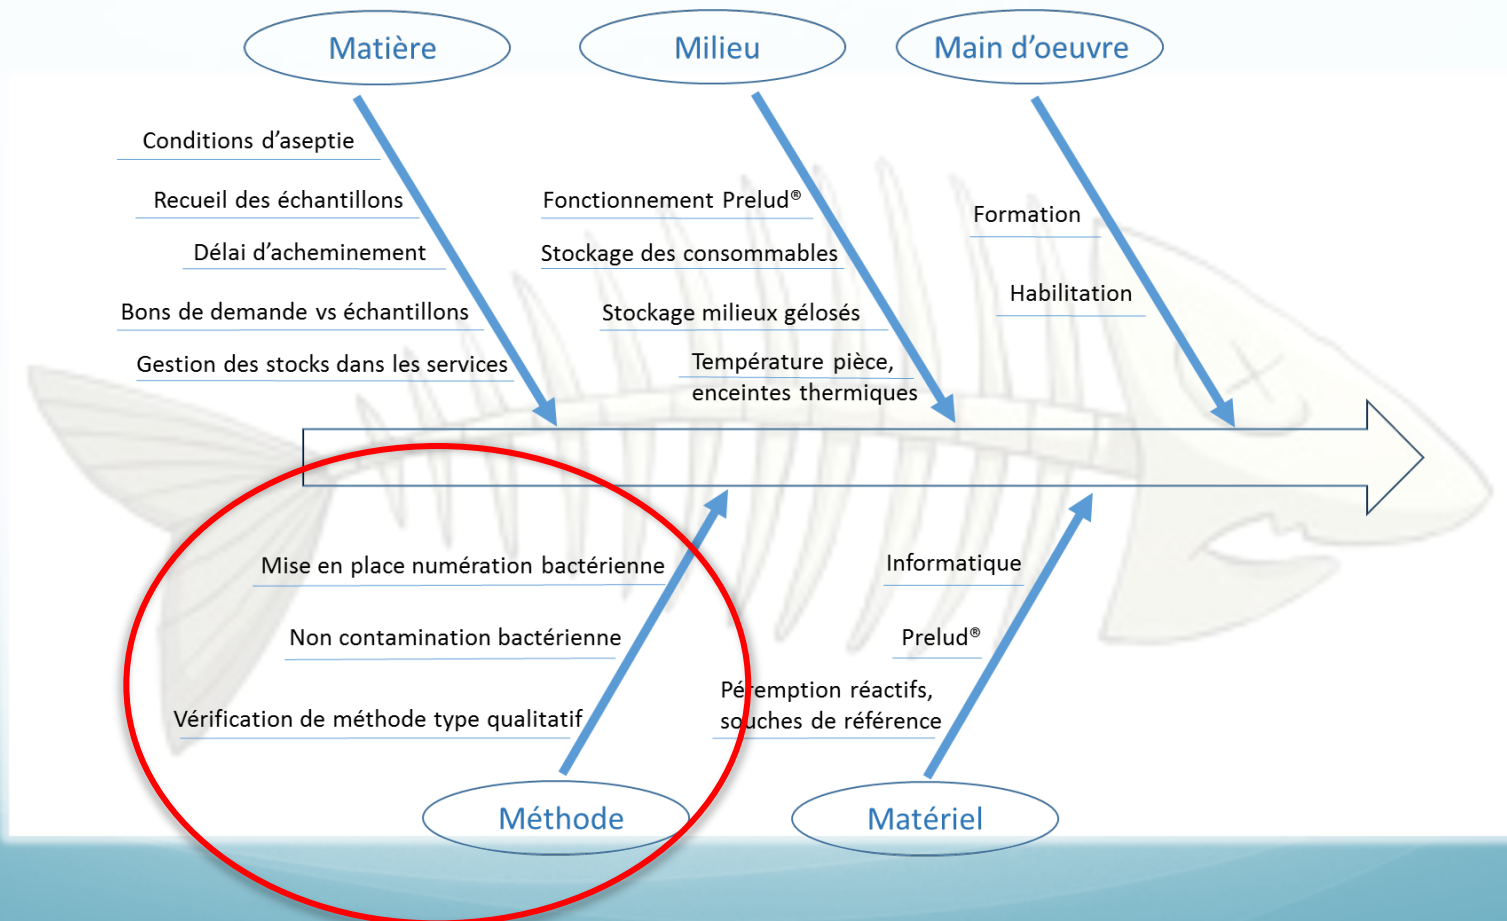 Matière
Milieu
Main d'oeuvre
Conditions d'aseptie
Recueil des échantillons
Délai d'acheminement
Bons de demande vs échantillons
Gestion des stocks dans les services
Fonctionnement Prelud®
Stockage des consommables
Stockage milieux gélosés
Température pièce,
enceintes thermiques
Formation
Habilitation
Mise en place numération bactérienne
Non contamination bactérienne
Vérification de méthode type qualitatif
Informatique
Prelud®
Péremption réactifs,
souches de référence
Méthode
Matériel